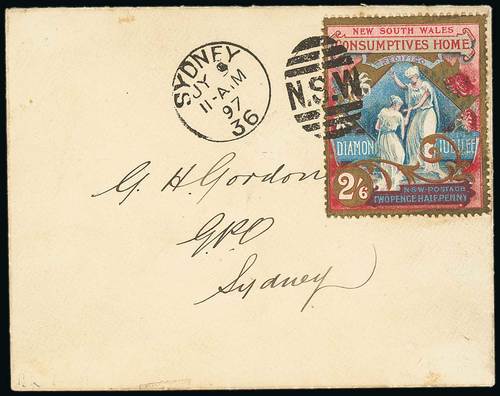 SYDNEY
JY 9
11-AM
97
36
N.S.W
NEW SOUTH WALES
CONSUMPTIVES HOME
DIAMOND JUBILEE
2/6
N·S·W·POSTAGE
TWOPENCE HALFPENNY
G H Gordon
GPO
Sydney